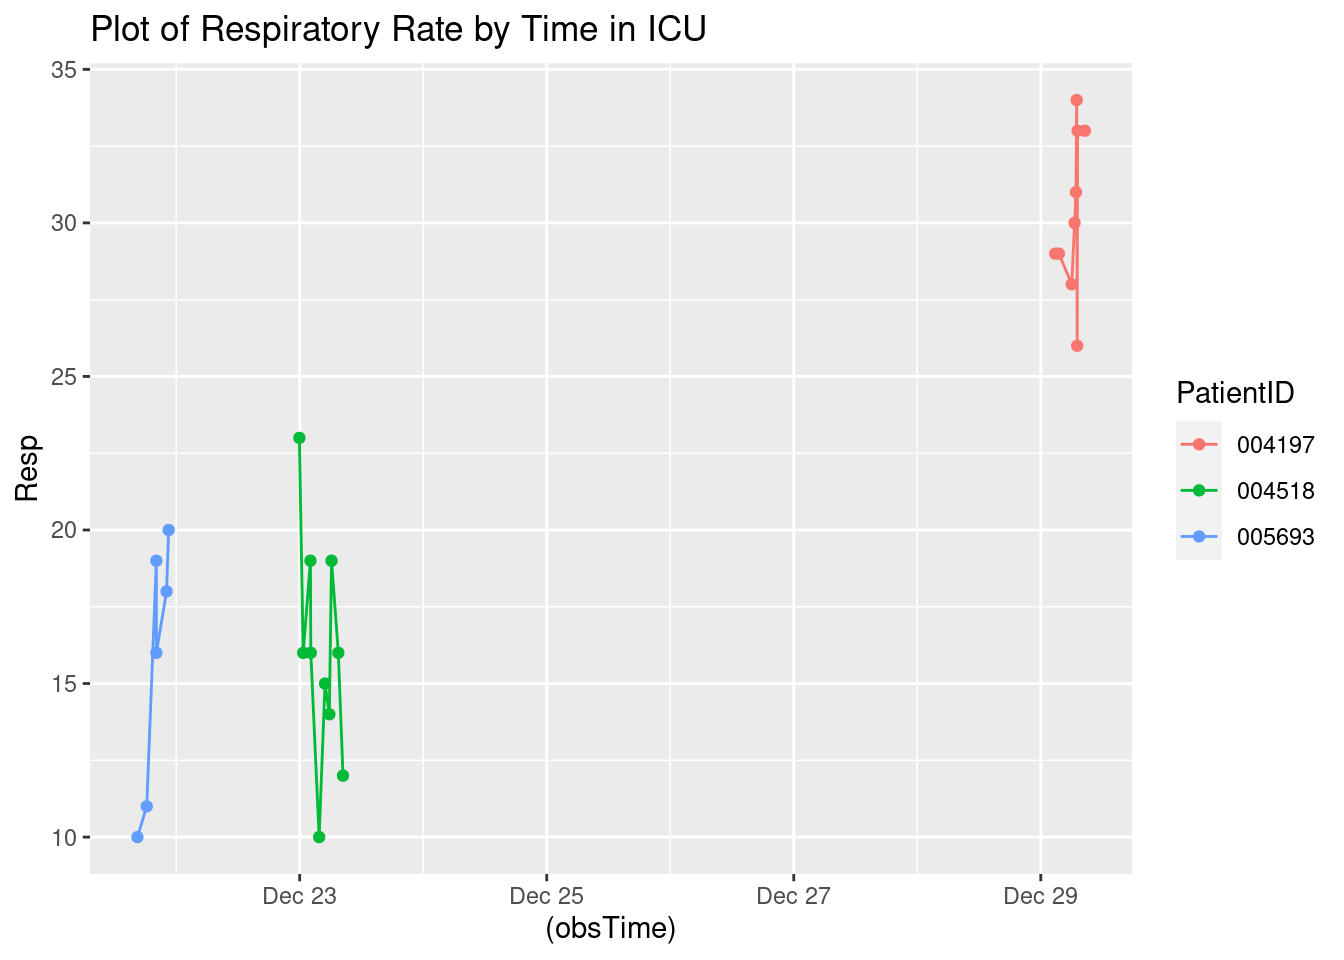 Plot of Respiratory Rate by Time in ICU
35
30
25
20
15
10
Resp
Dec 23
Dec 25
Dec 27
Dec 29
(obsTime)
PatientID
004197
004518
005693